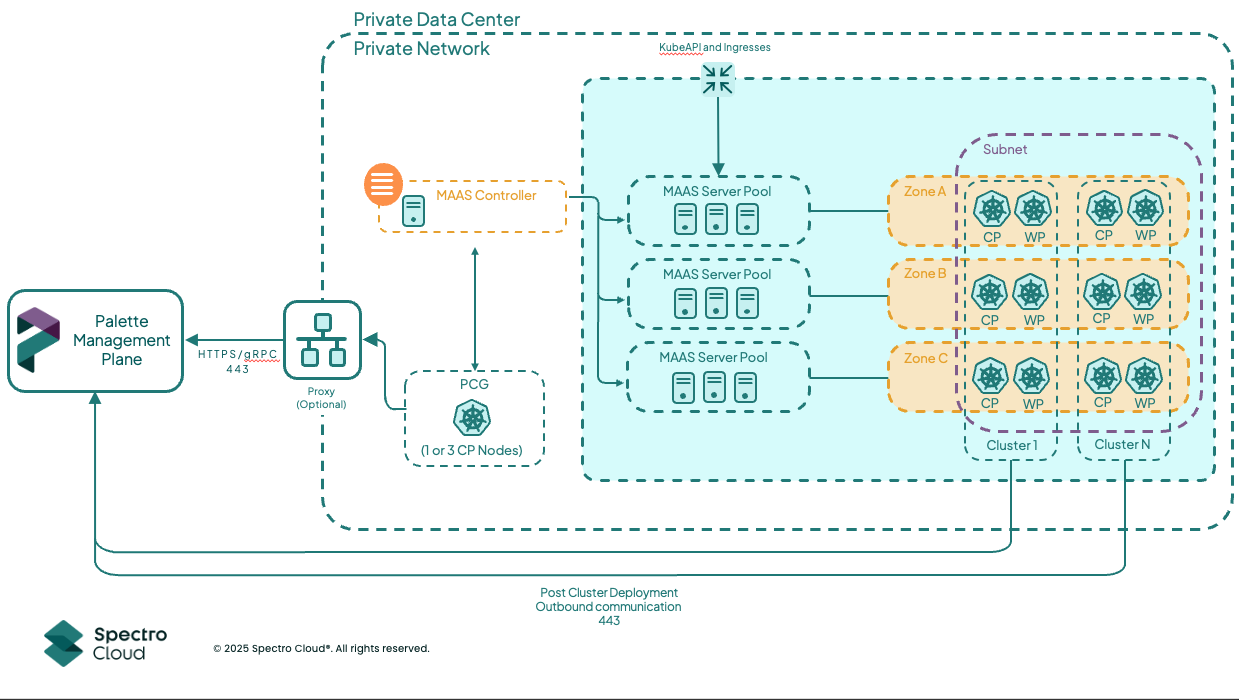 Private Data Center
Private Network
KubeAPI and Ingresses
Subnet
MAAS Controller
MAAS Server Pool
Zone A
CP
WP
CP
WP
MAAS Server Pool
Zone B
CP
WP
CP
WP
Palette
Management
Plane
HTTPS/gRPC
443
Proxy
(Optional)
PCG
(1 or 3 CP Nodes)
MAAS Server Pool
Zone C
CP
WP
CP
WP
Cluster 1
Cluster N
Post Cluster Deployment
Outbound communication
443
Spectro
Cloud
© 2025 Spectro Cloud®. All rights reserved.